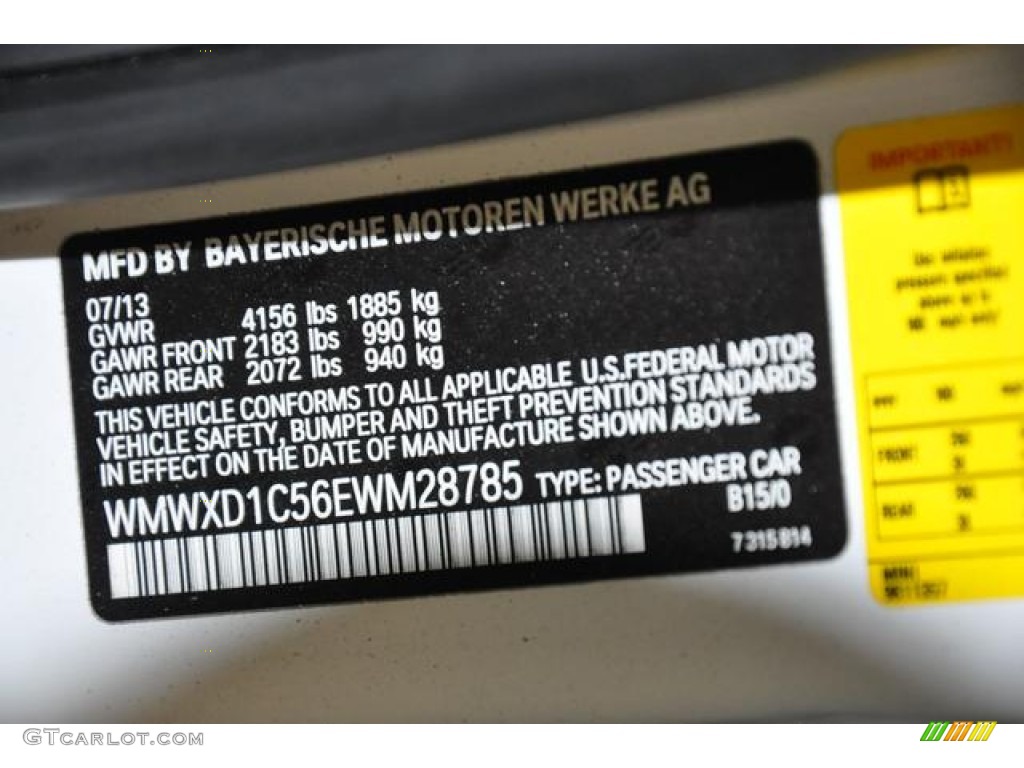 MFD BY BAYERISCHE MOTOREN WERKE AG
07/13
GVWR 4156 lbs 1885 kg
GAWR FRONT 2183 lbs 990 kg
GAWR REAR 2072 lbs 940 kg
THIS VEHICLE CONFORMS TO ALL APPLICABLE U.S.FEDERAL MOTOR
VEHICLE SAFETY, BUMPER AND THEFT PREVENTION STANDARDS
IN EFFECT ON THE DATE OF MANUFACTURE SHOWN ABOVE.
WMWXD1C56EWM28785 TYPE: PASSENGER CAR
B15/0
7315814
IMPORTANT!
FRONT
REAR
MINI
GTCarlot.com